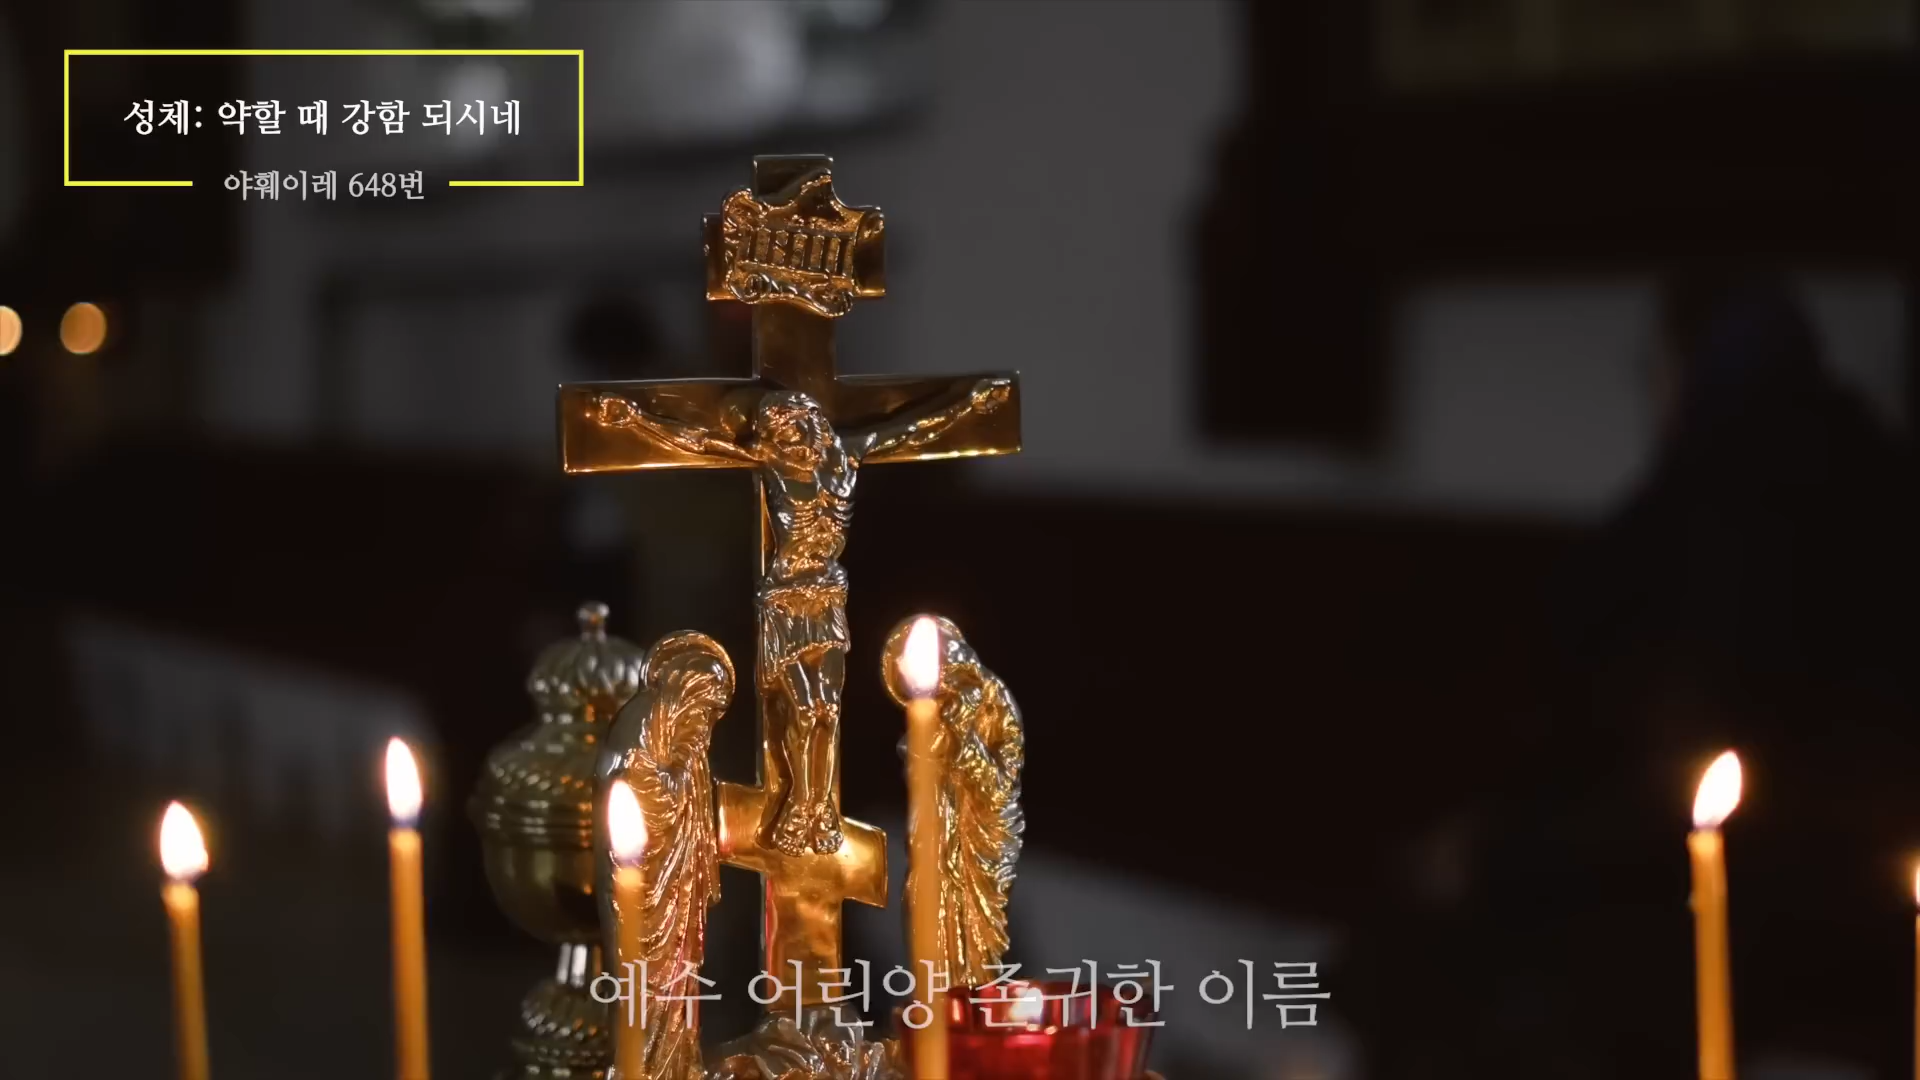 성체: 약할 때 강함 되시네
야훼이레 648번
예수 어린양 존귀한 이름